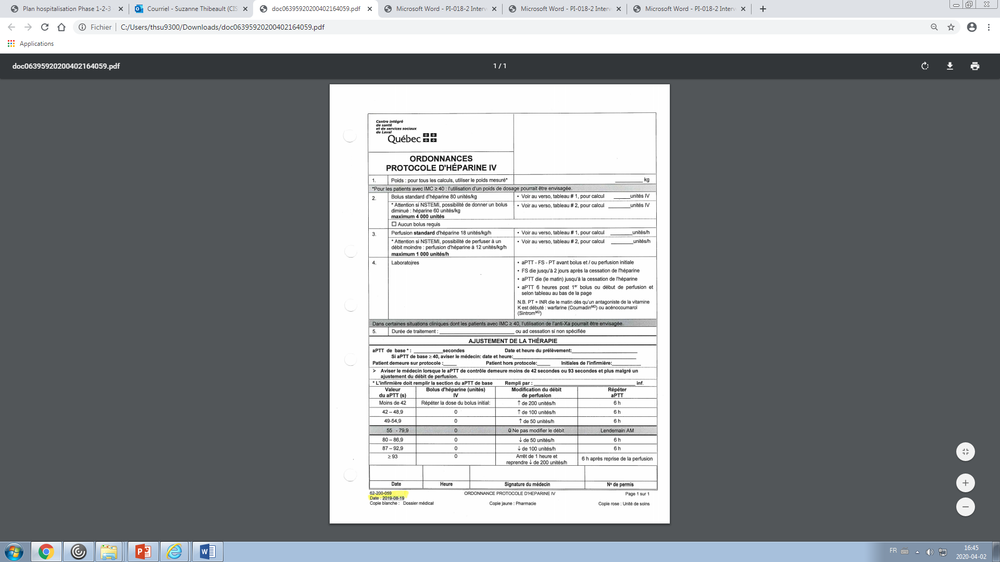 Plan hospitalisation Phase 1-2-3
Courriel - Suzanne Thibeault (CIS
doc06395920200402164059.pdf
Microsoft Word - PI-018-2 Interv
Microsoft Word - PI-018-2 Interv
Microsoft Word - PI-018-2 Interv
Fichier
C:/Users/thsu9300/Downloads/doc06395920200402164059.pdf
Applications
doc06395920200402164059.pdf
1 / 1
Centre intégré
de santé
et de services sociaux
de Laval
Québec
ORDONNANCES
PROTOCOLE D'HÉPARINE IV
1. Poids : pour tous les calculs, utiliser le poids mesuré* ________ kg
*Pour les patients avec IMC ≥ 40 : l'utilisation d'un poids de dosage pourrait être envisagée.
2. Bolus standard d'héparine 80 unités/kg • Voir au verso, tableau # 1, pour calcul ______unités IV
* Attention si NSTEMI, possibilité de donner un bolus • Voir au verso, tableau # 2, pour calcul ________unités IV
diminué : héparine 60 unités/kg
maximum 4 000 unités
☐ Aucun bolus requis
3. Perfusion standard d'héparine 18 unités/kg/h • Voir au verso, tableau # 1, pour calcul ________unités/h
* Attention si NSTEMI, possibilité de perfuser à un • Voir au verso, tableau # 2, pour calcul ________unités/h
débit moindre : perfusion d'héparine à 12 unités/kg/h
maximum 1 000 unités/h
4. Laboratoires • aPTT - FS - PT avant bolus et / ou perfusion initiale
• FS die jusqu'à 2 jours après la cessation de l'héparine
• aPTT die (le matin) jusqu'à la cessation de l'héparine
• aPTT 6 heures post 1er bolus ou début de perfusion et
selon tableau au bas de la page
N.B. PT + INR die le matin dès qu'un antagoniste de la vitamine
K est débuté : warfarine (CoumadinMD) ou acénocoumarol
(SintromMD)
Dans certaines situations cliniques dont les patients avec IMC ≥ 40, l'utilisation de l'anti-Xa pourrait être envisagée.
5. Durée de traitement : ____________________ ou ad cessation si non spécifiée
AJUSTEMENT DE LA THÉRAPIE
aPTT de base * : __________secondes Date et heure du prélèvement:____________________
Si aPTT de base ≥ 40, aviser le médecin: date et heure:____________________
Patient demeure sur protocole :_____ Patient hors protocole:_____ Initiales de l'infirmière:__________
➢ Aviser le médecin lorsque le aPTT de contrôle demeure moins de 42 secondes ou 93 secondes et plus malgré un
ajustement du débit de perfusion.
* L'infirmière doit remplir la section du aPTT de base Rempli par : ____________________ inf.
Valeur Bolus d'héparine (unités) Modification du débit Répéter
du aPTT (s) IV de perfusion aPTT
Moins de 42 Répéter la dose du bolus initial: ↑ de 200 unités/h 6 h
42 – 48,9 0 ↑ de 100 unités/h 6 h
49-54,9 0 ↑ de 50 unités/h 6 h
55 - 79,9 0 0 Ne pas modifier le débit Lendemain AM
80 – 86,9 0 ↓ de 50 unités/h 6 h
87 – 92,9 0 ↓ de 100 unités/h 6 h
≥ 93 0 Arrêt de 1 heure et 6 h après reprise de la perfusion
reprendre ↓ de 200 unités/h
Date Heure Signature du médecin Nº de permis
62-200-059 ORDONNANCE PROTOCOLE D'HEPARINE IV Page 1 sur 1
Date : 2019-08-19
Copie blanche : Dossier médical Copie jaune : Pharmacie Copie rose : Unité de soins
FR
16:45
2020-04-02